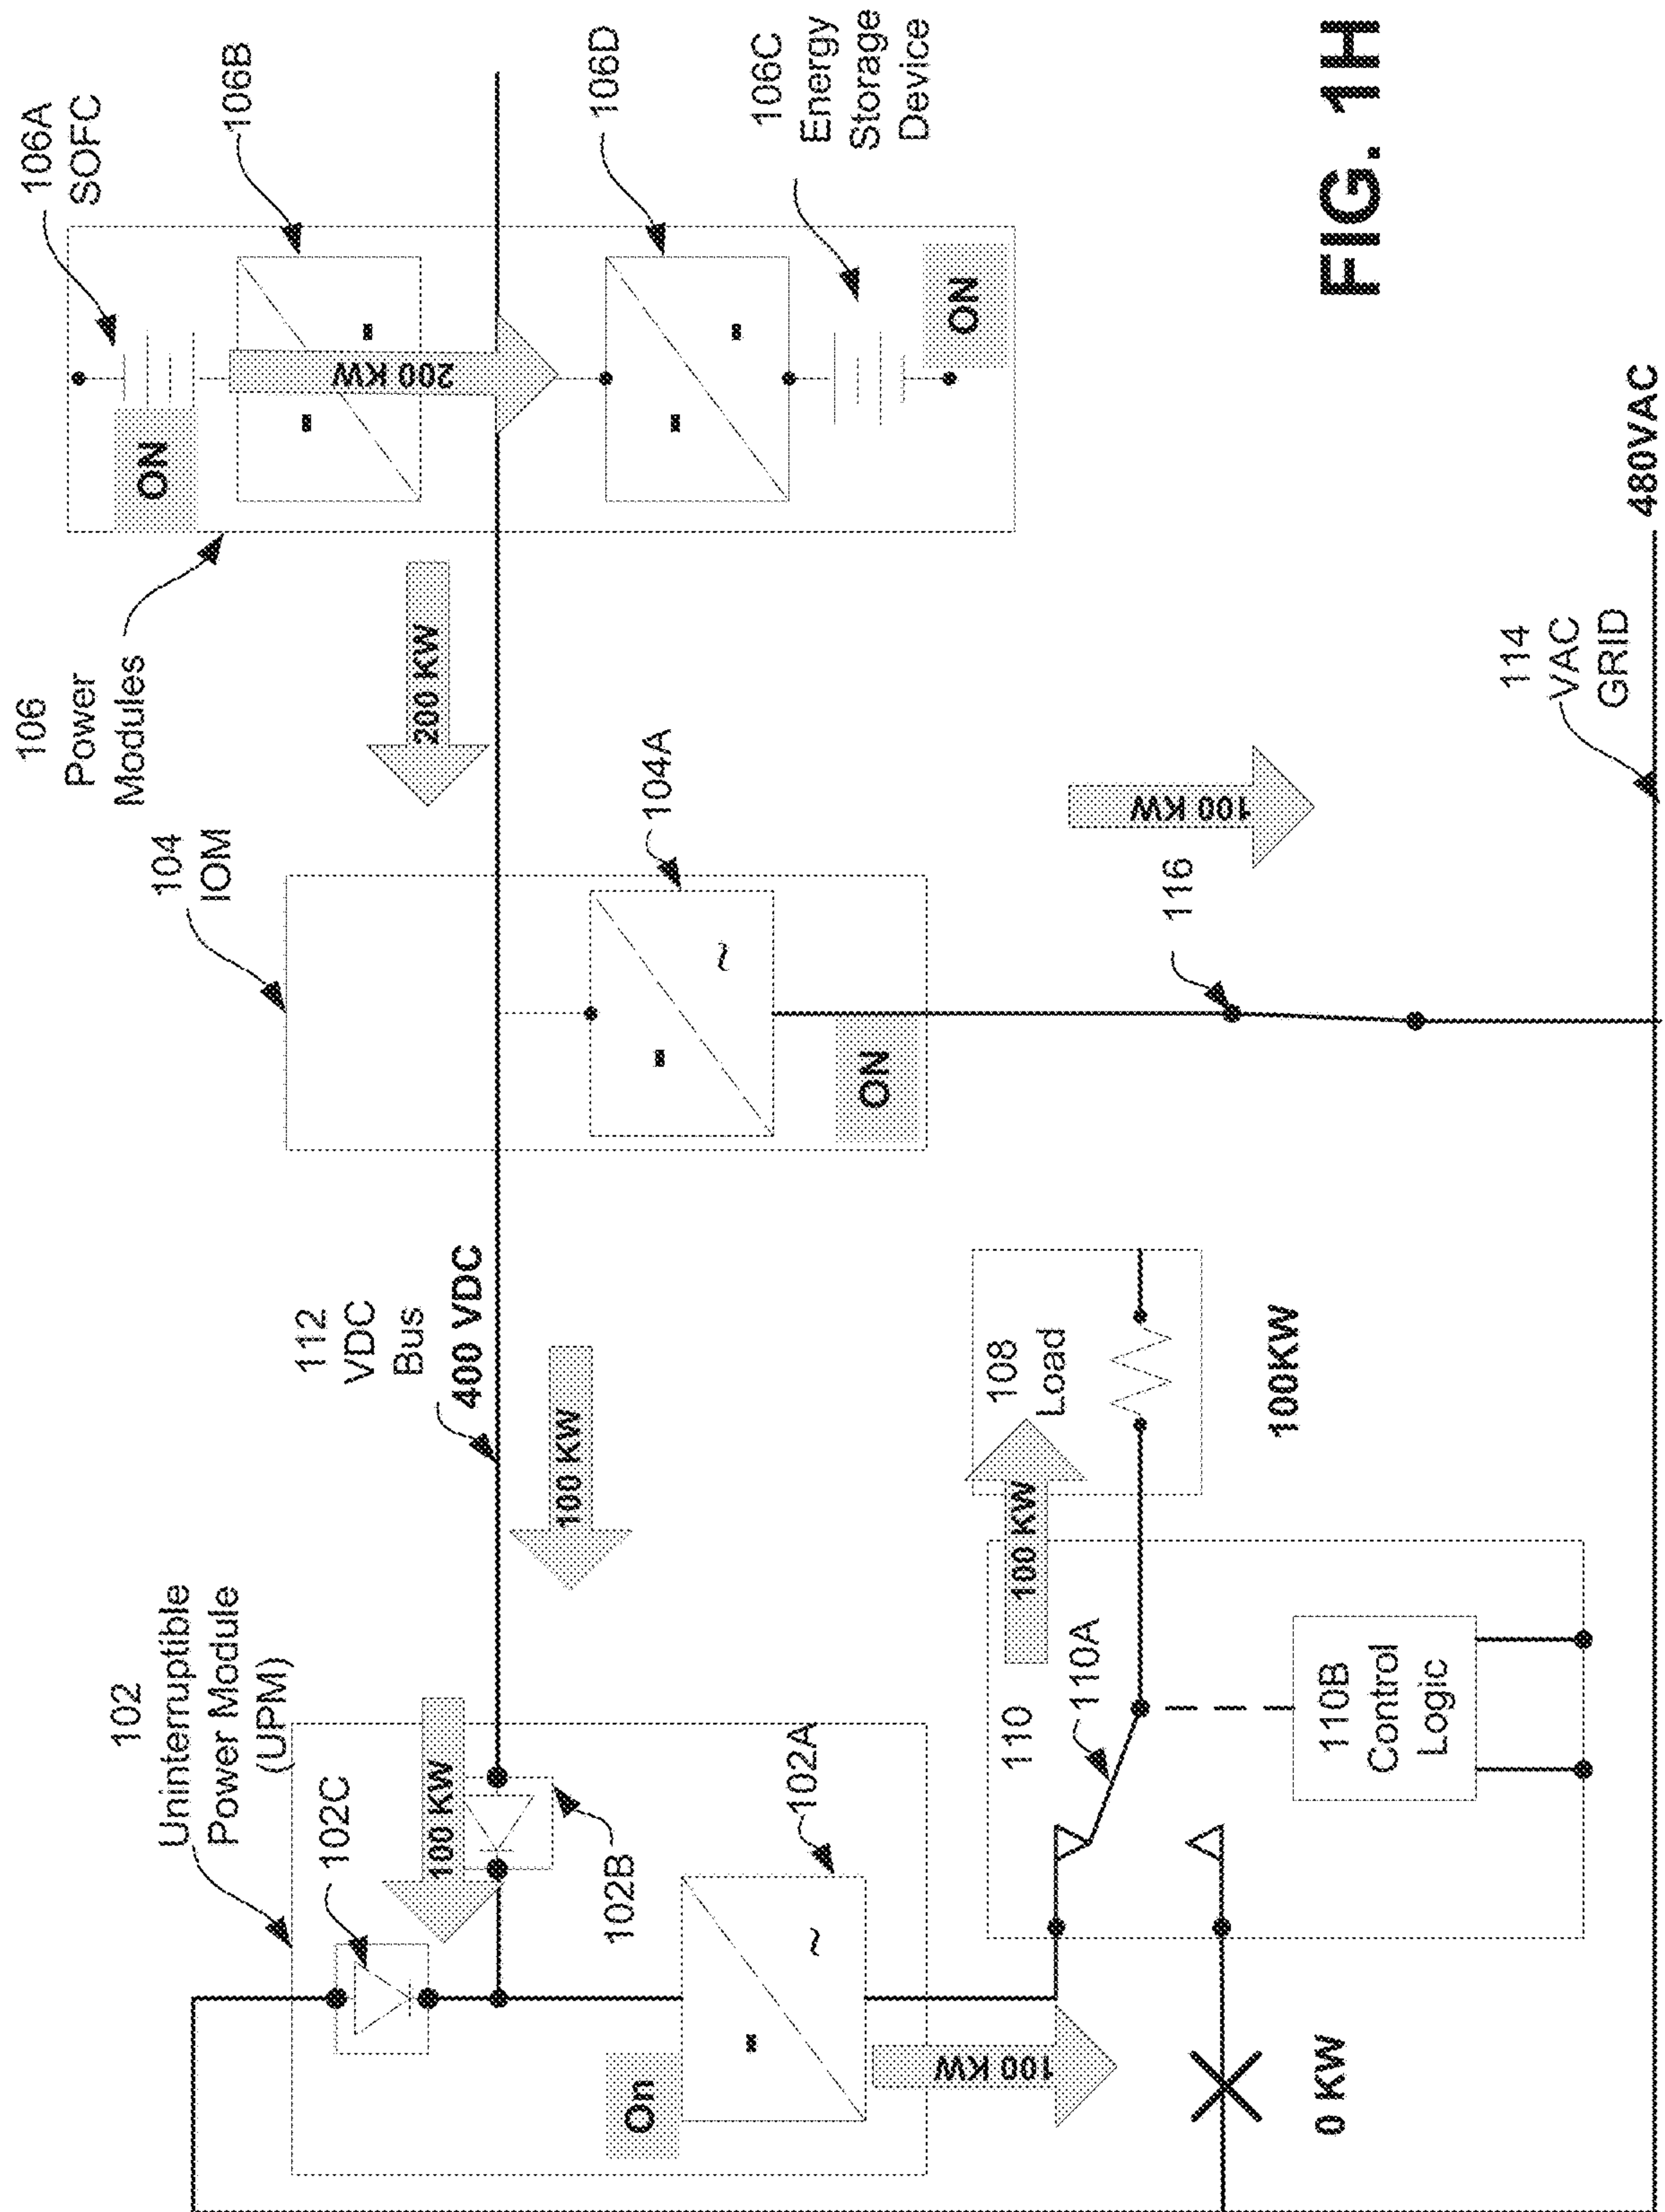 102
Uninterruptible
Power Module
(UPM)
102C
100 KW
102B
102A
On
-
~
100 KW
0 KW
112
VDC
Bus
400 VDC
100 KW
110
110A
110B
Control
Logic
100 KW
108
Load
100KW
104
IOM
104A
-
~
ON
116
100 KW
106
Power
Modules
200 KW
106A
SOFC
ON
106B
-
-
200 KW
106D
-
-
106C
Energy
Storage
Device
ON
114
VAC
GRID
480VAC
FIG. 1H